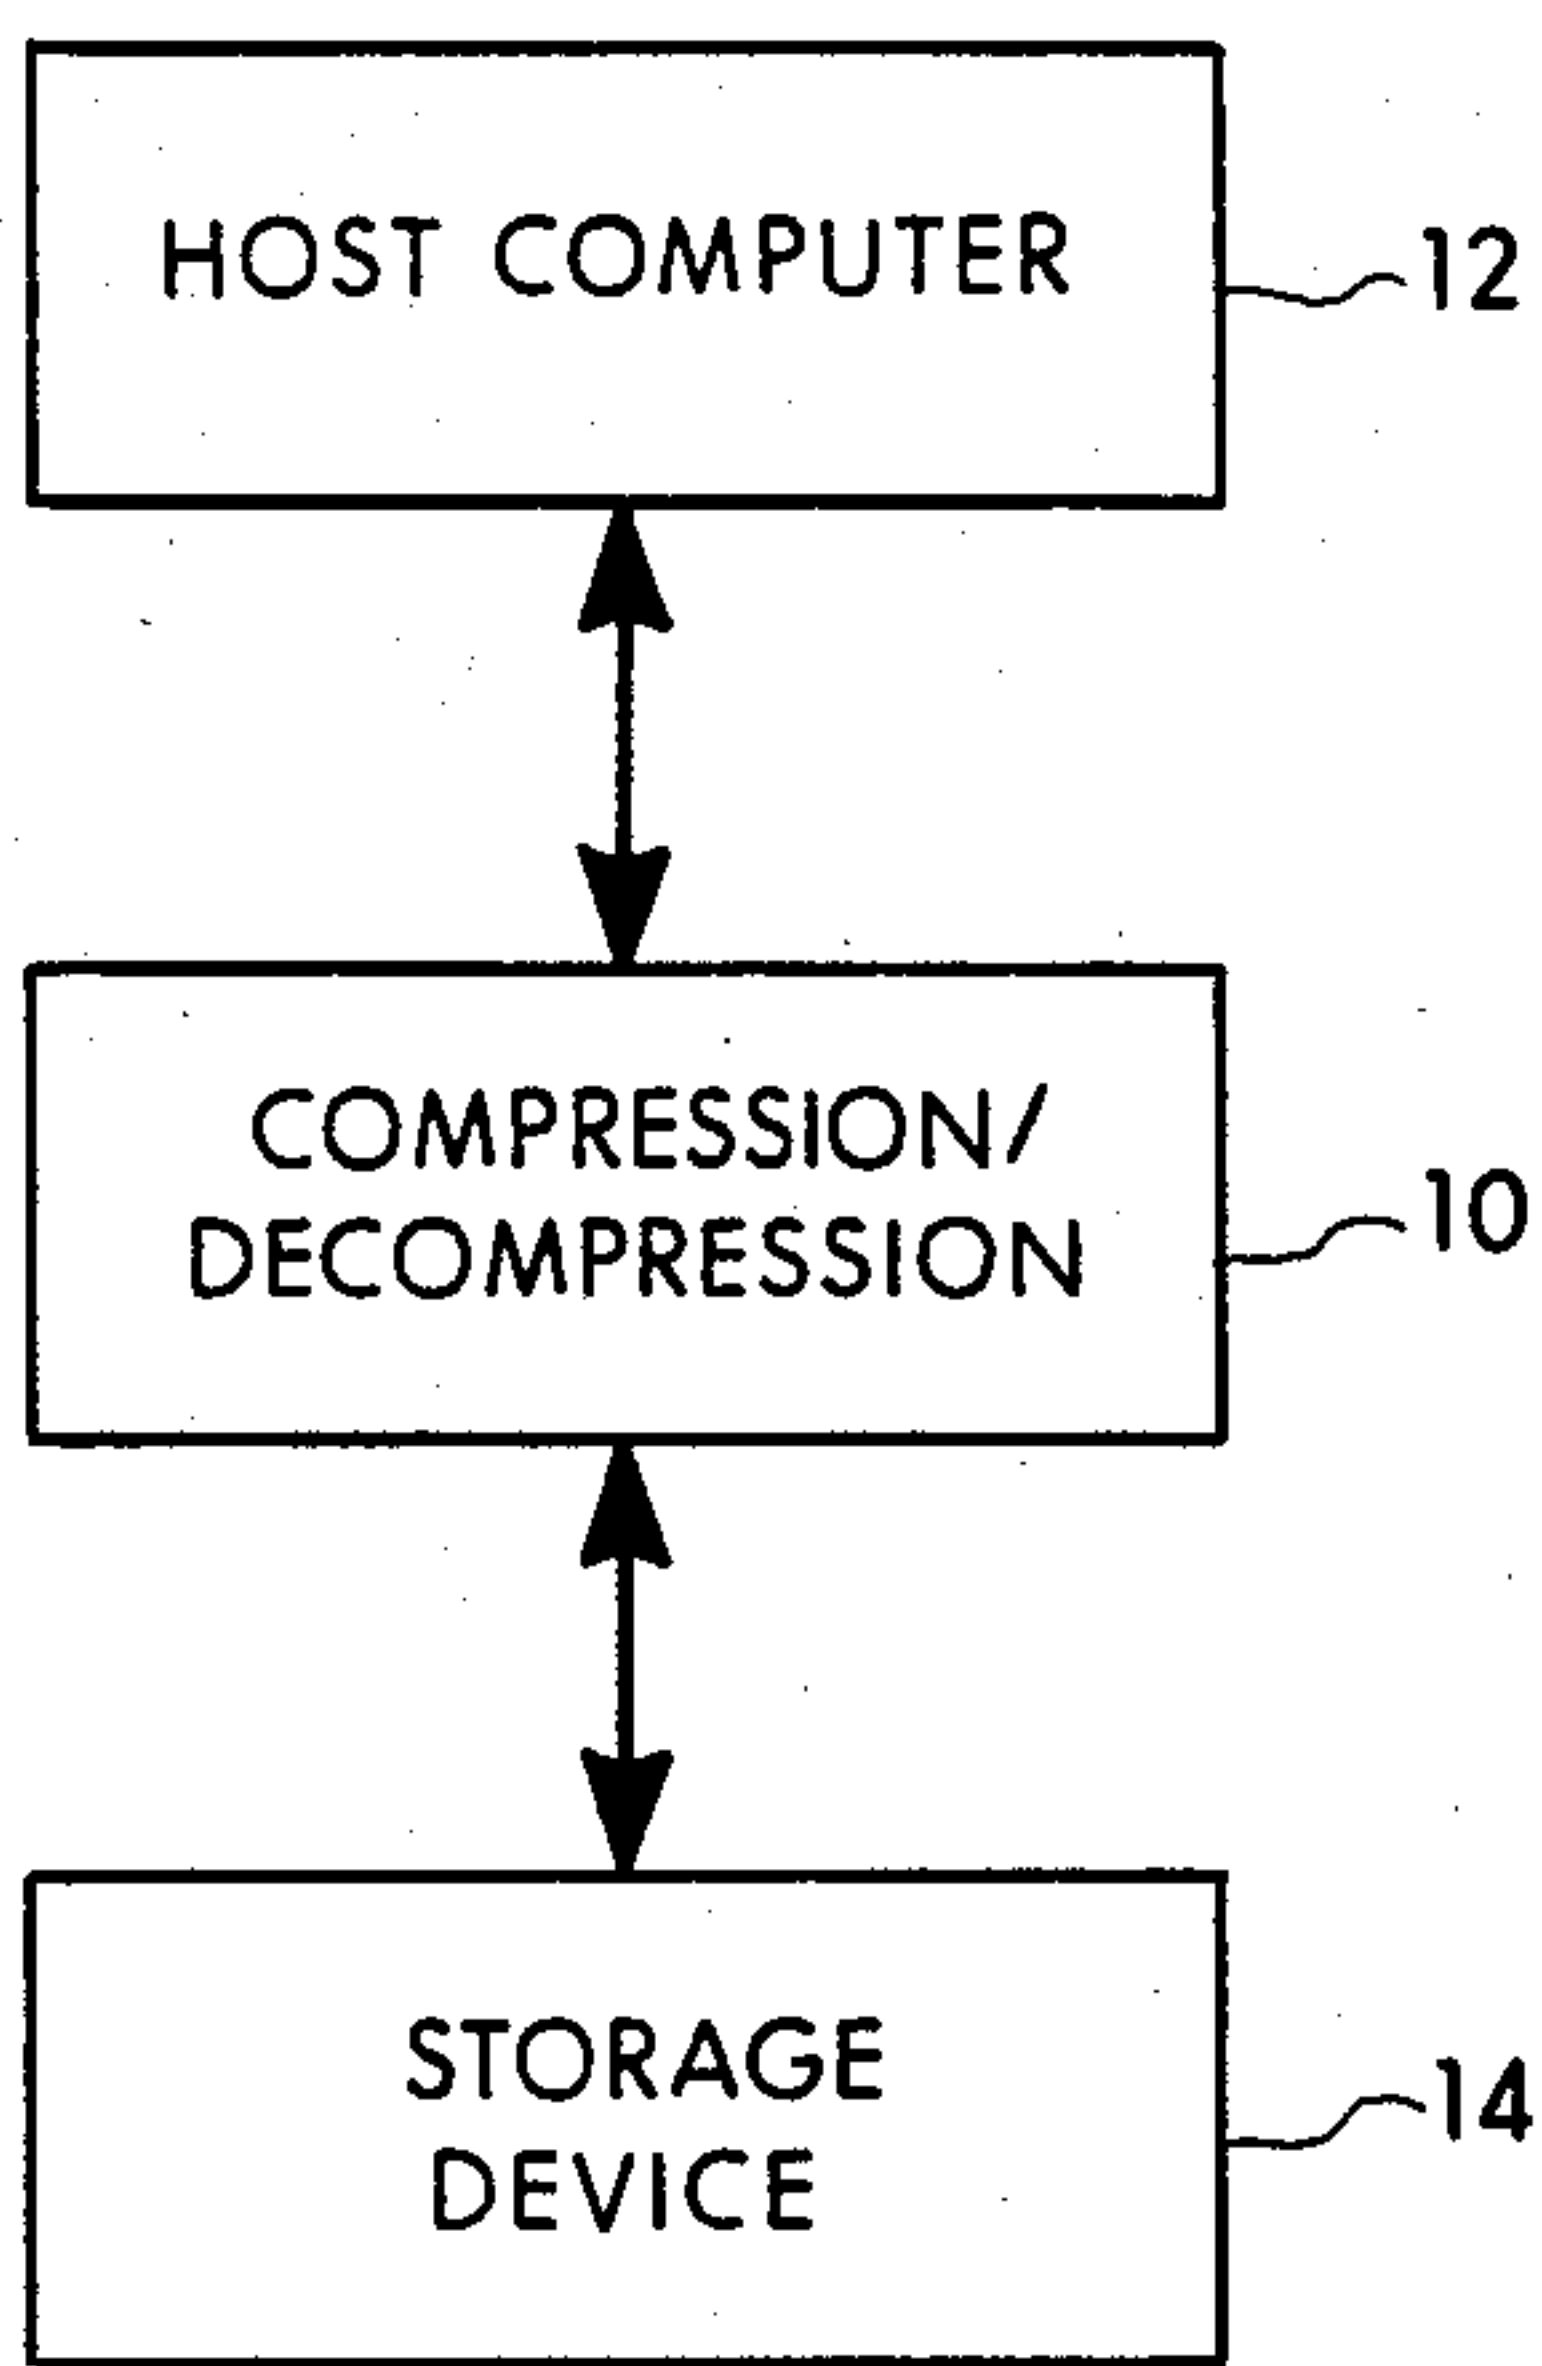 HOST COMPUTER
12
COMPRESSION/
DECOMPRESSION
10
STORAGE
DEVICE
14